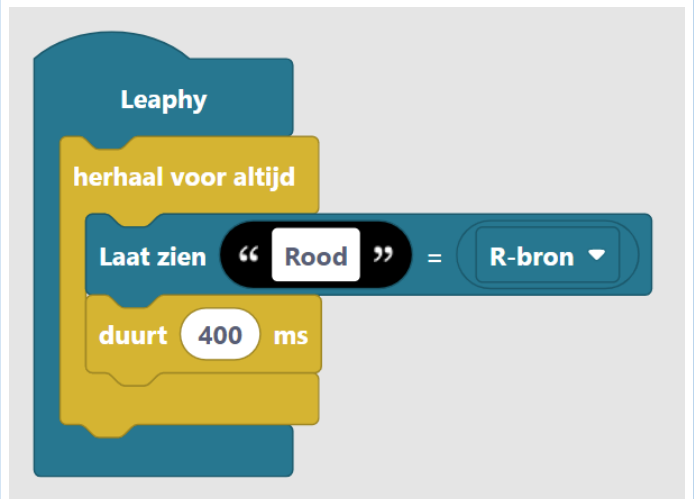 Leaphy
herhaal voor altijd
Laat zien “ Rood ” = R-bron
duurt 400 ms